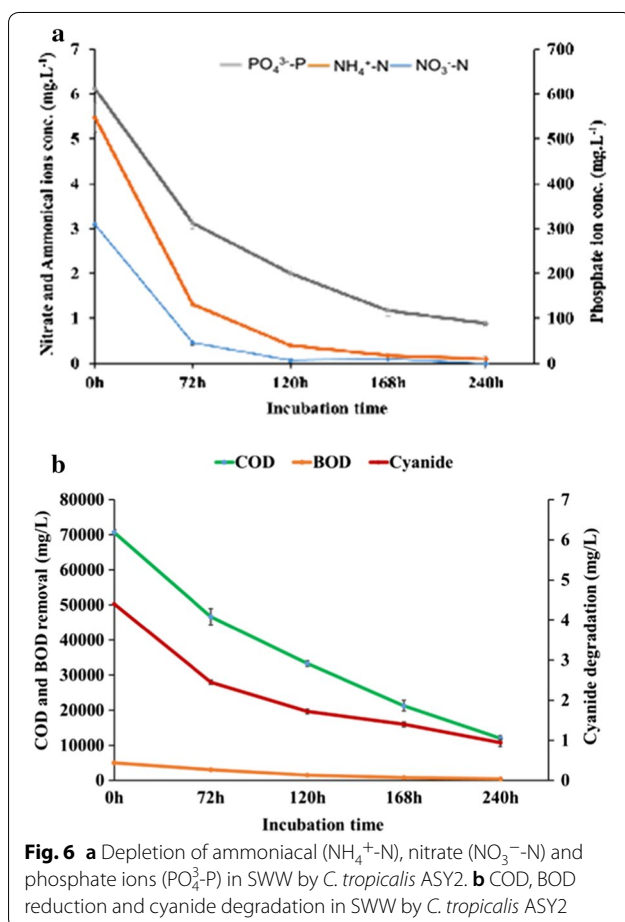 a
PO₄³⁻-P NH₄⁺-N NO₃⁻-N
Nitrate and Ammonical ions conc. (mg.L⁻¹)
7
6
5
4
3
2
1
0
700
600
500
400
300
200
100
0
Phosphate ion conc. (mg.L⁻¹)
0h 72h 120h 168h 240h
Incubation time
b
COD BOD Cyanide
COD and BOD removal (mg/L)
80000
70000
60000
50000
40000
30000
20000
10000
0
7
6
5
4
3
2
1
0
Cyanide degradation (mg/L)
0h 72h 120h 168h 240h
Incubation time
Fig. 6 a Depletion of ammoniacal (NH₄⁺-N), nitrate (NO₃⁻-N) and
phosphate ions (PO₄³-P) in SWW by C. tropicalis ASY2. b COD, BOD
reduction and cyanide degradation in SWW by C. tropicalis ASY2